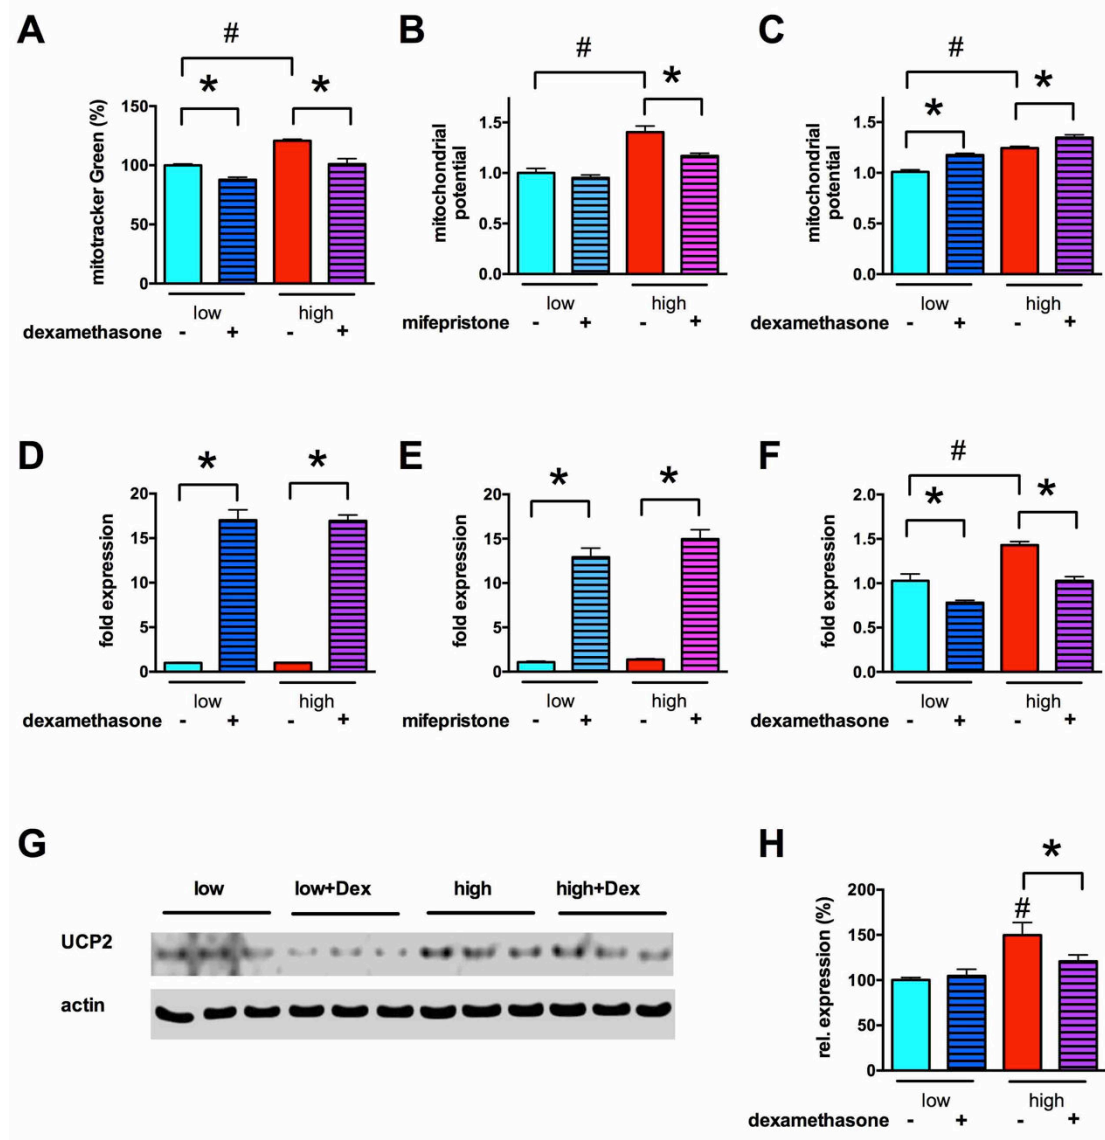 A
#
*
*
mitotracker Green (%)
150
100
50
0
low
high
dexamethasone
-
+
-
+
B
#
*
mitochondrial
potential
1.5
1.0
0.5
0.0
low
high
mifepristone
-
+
-
+
C
#
*
*
mitochondrial
potential
1.5
1.0
0.5
0.0
low
high
dexamethasone
-
+
-
+
D
*
*
fold expression
20
15
10
5
0
low
high
dexamethasone
-
+
-
+
E
*
*
fold expression
20
15
10
5
0
low
high
mifepristone
-
+
-
+
F
#
*
*
fold expression
2.0
1.5
1.0
0.5
0.0
low
high
dexamethasone
-
+
-
+
G
low
low+Dex
high
high+Dex
UCP2
actin
H
*
#
rel. expression (%)
200
150
100
50
0
low
high
dexamethasone
-
+
-
+